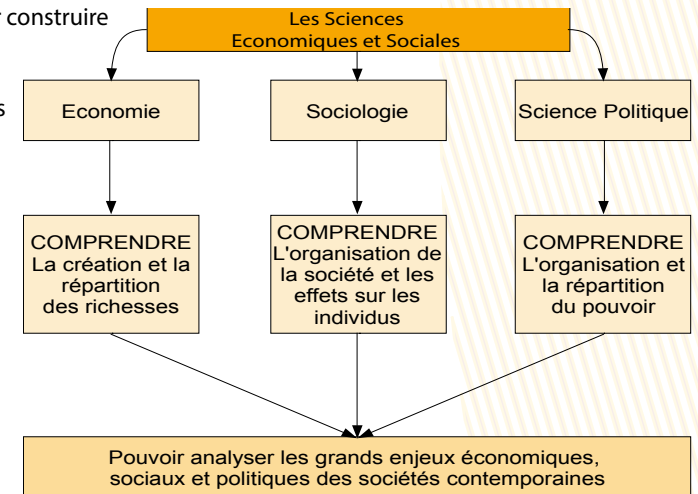 r construire
Les Sciences
Economiques et Sociales
s
Economie
Sociologie
Science Politique
COMPRENDRE
La création et la
répartition
des richesses
COMPRENDRE
L'organisation de
la société et les
effets sur les
individus
COMPRENDRE
L'organisation et
la répartition
du pouvoir
Pouvoir analyser les grands enjeux économiques,
sociaux et politiques des sociétés contemporaines